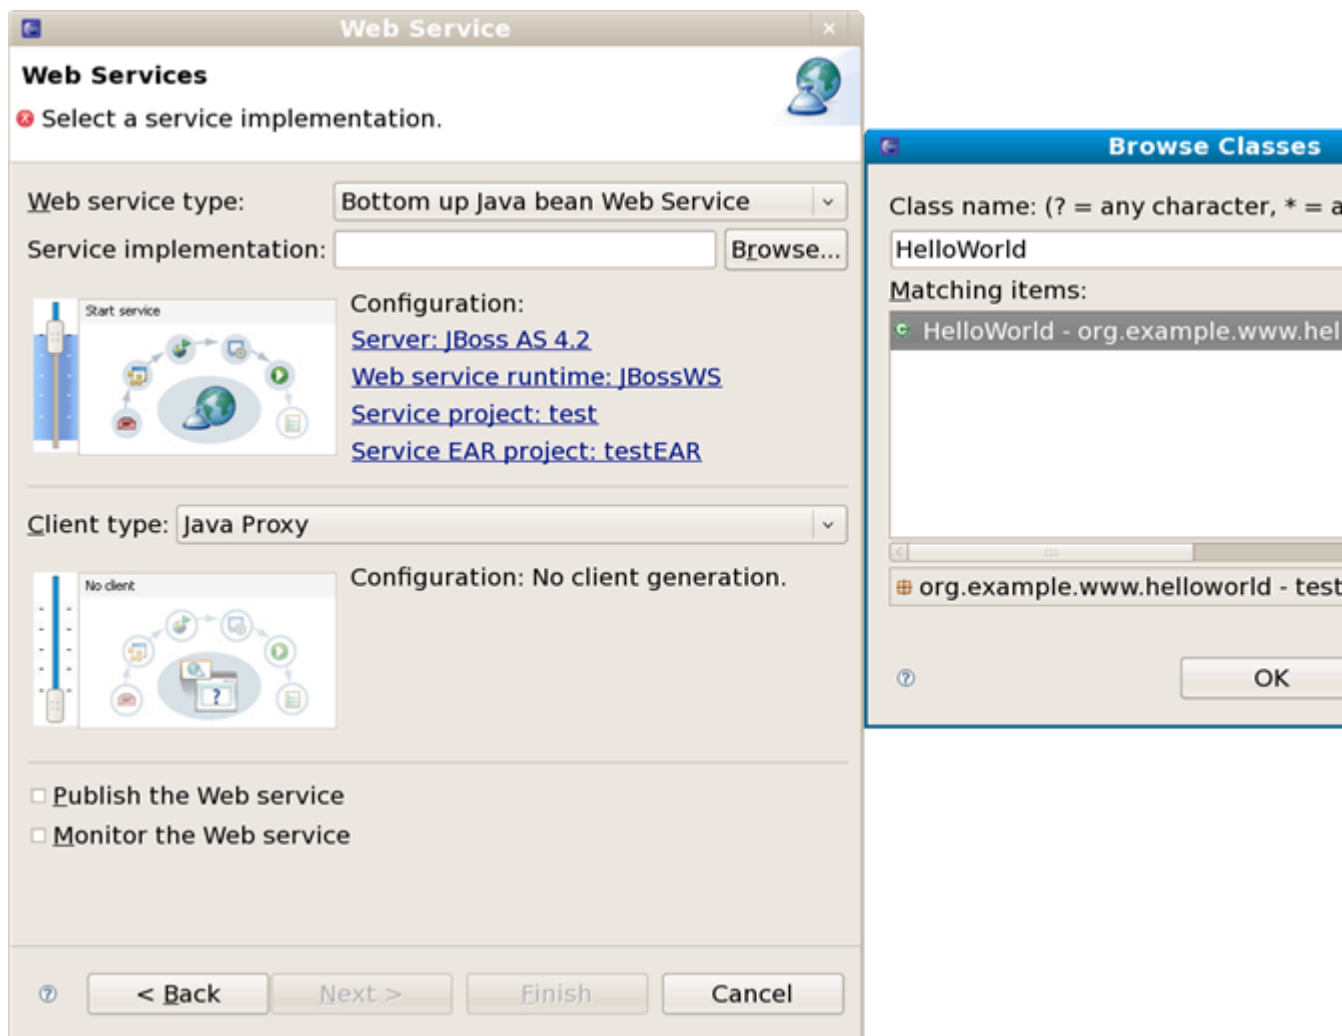 Web Service
Web Services
Select a service implementation.
Web service type: Bottom up Java bean Web Service
Service implementation: Browse...
Start service
Configuration:
Server: JBoss AS 4.2
Web service runtime: JBossWS
Service project: test
Service EAR project: testEAR
Client type: Java Proxy
No client
Configuration: No client generation.
Publish the Web service
Monitor the Web service
< Back Next > Finish Cancel
Browse Classes
Class name: (? = any character, * = a
HelloWorld
Matching items:
HelloWorld - org.example.www.hel
org.example.www.helloworld - test
OK